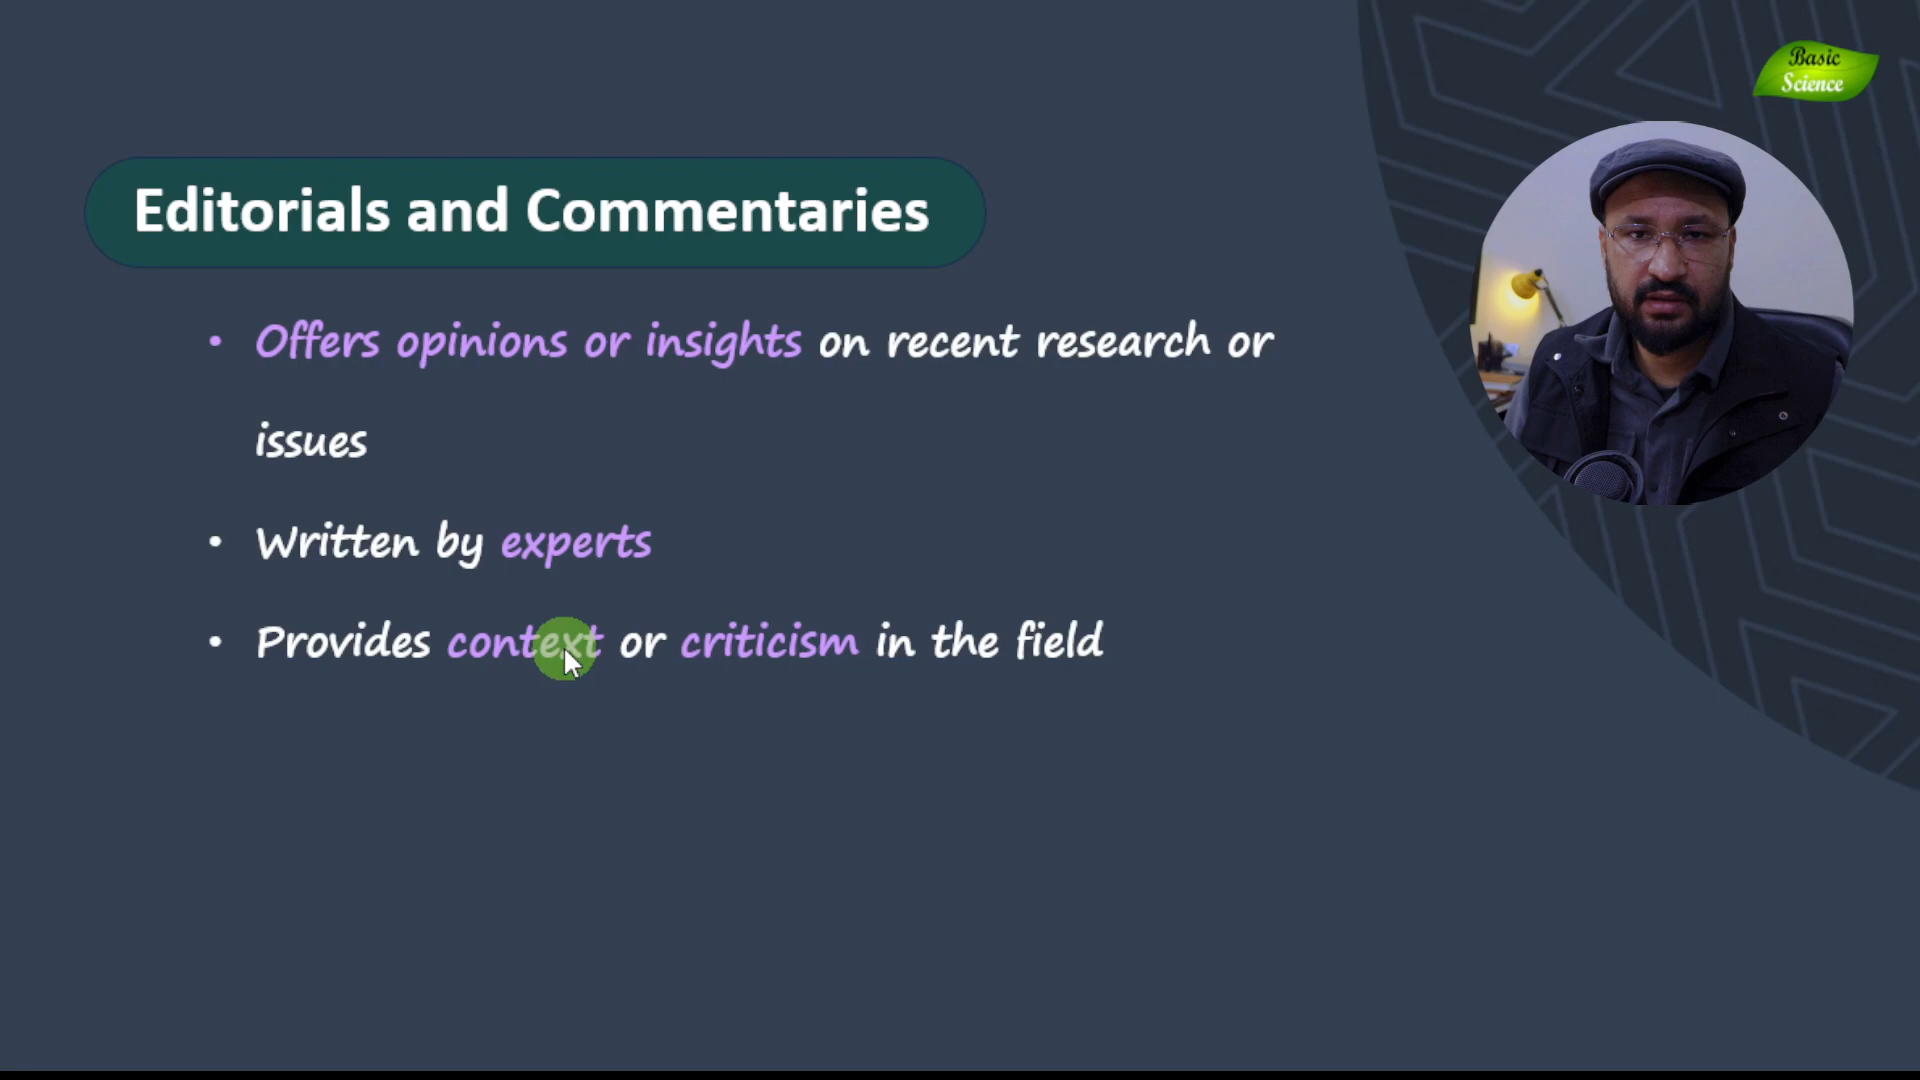 Basic
Science
Editorials and Commentaries
• Offers opinions or insights on recent research or
issues
• Written by experts
• Provides context or criticism in the field